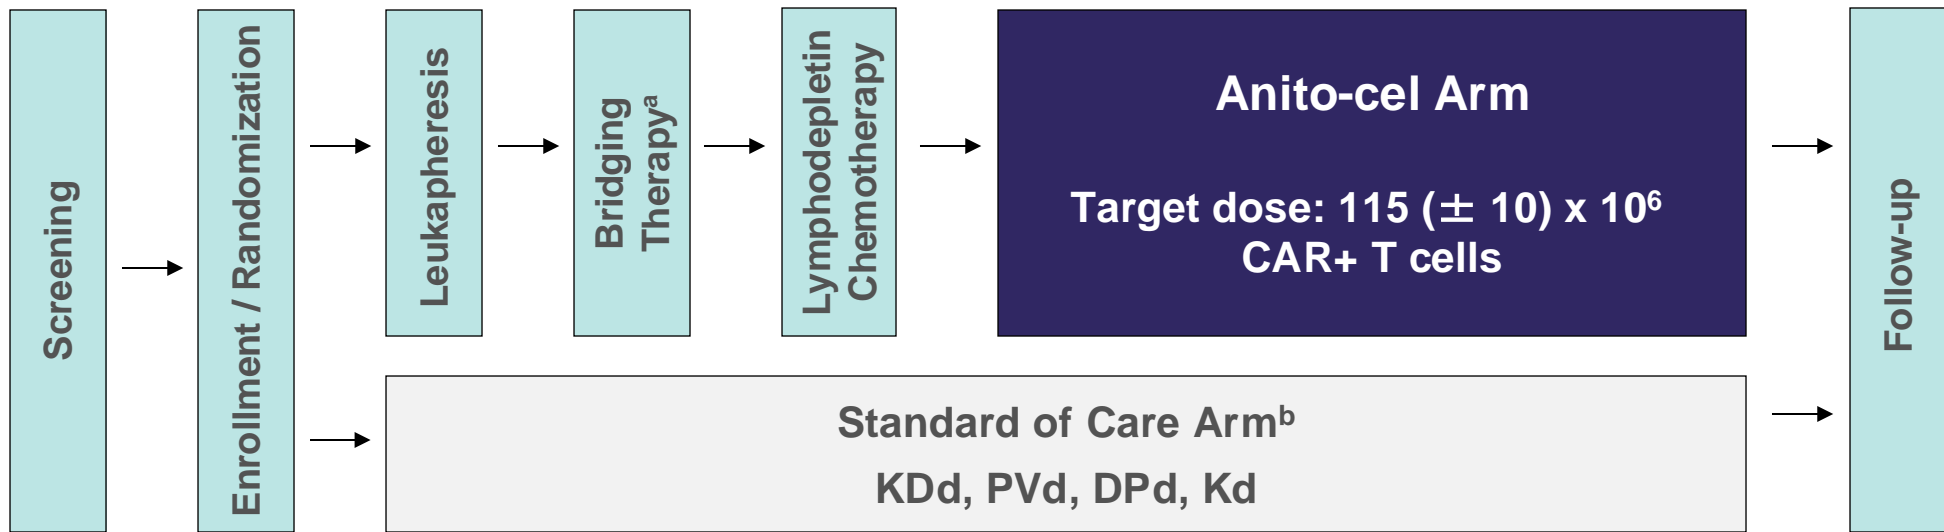 Screening
Enrollment / Randomization
Leukapheresis
Bridging
Therapyᵃ
Lymphodepletin
Chemotherapy
Anito-cel Arm
Target dose: 115 (± 10) x 10⁶
CAR+ T cells
Standard of Care Armᵇ
KDd, PVd, DPd, Kd
Follow-up